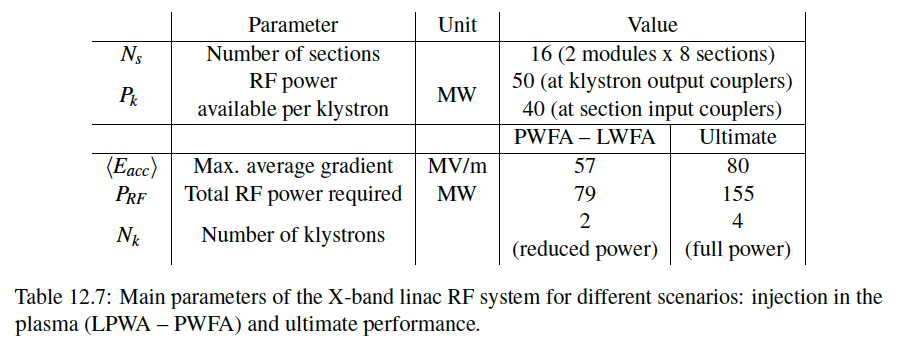 Parameter Unit Value
N_s Number of sections 16 (2 modules x 8 sections)
P_k RF power available per klystron MW 50 (at klystron output couplers)
40 (at section input couplers)
PWFA – LWFA Ultimate
⟨E_acc⟩ Max. average gradient MV/m 57 80
P_RF Total RF power required MW 79 155
N_k Number of klystrons 2 (reduced power) 4 (full power)
Table 12.7: Main parameters of the X-band linac RF system for different scenarios: injection in the
plasma (LPWA – PWFA) and ultimate performance.